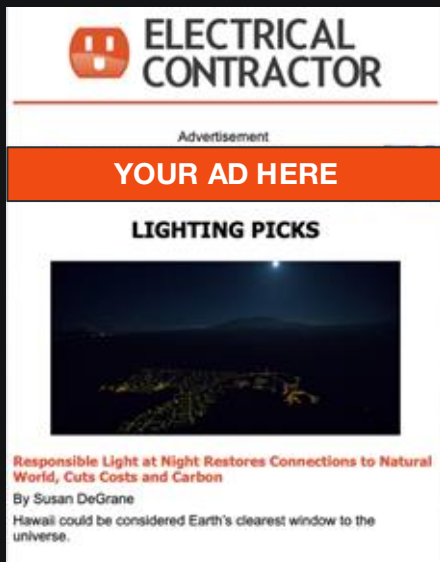 ELECTRICAL
CONTRACTOR
Advertisement
YOUR AD HERE
LIGHTING PICKS
Responsible Light at Night Restores Connections to Natural
World, Cuts Costs and Carbon
By Susan DeGrane
Hawaii could be considered Earth's clearest window to the
universe.